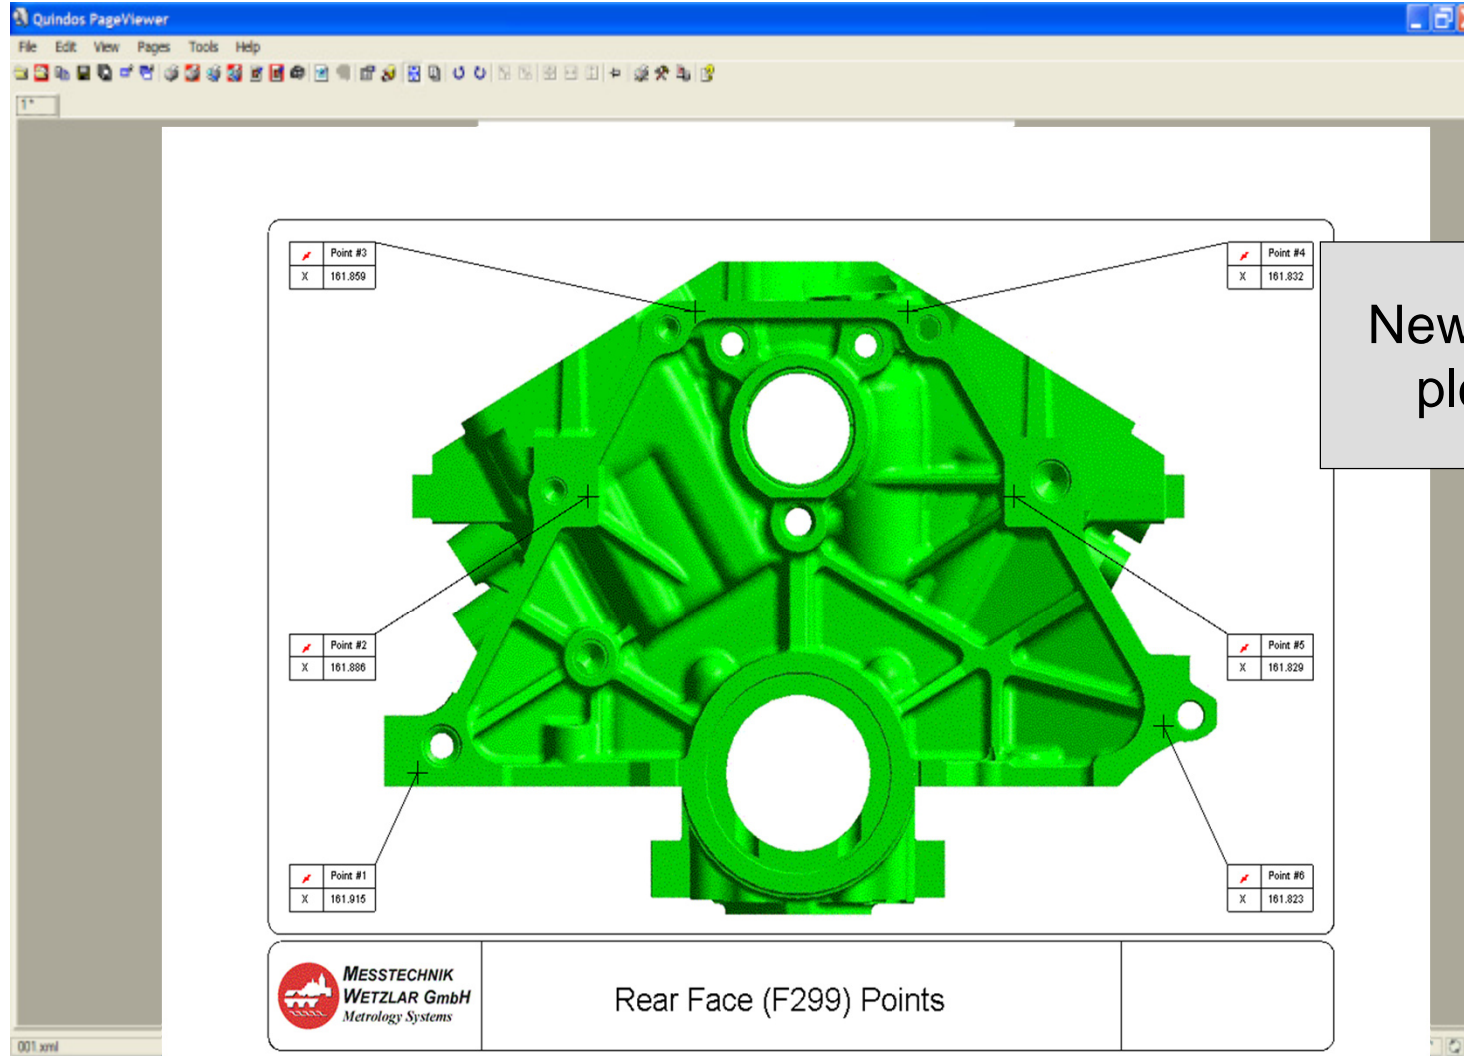 Quindos PageViewer
File Edit View Pages Tools Help
1*
Point #3
X 161.859
Point #4
X 161.832
New
Point #2
X 161.886
Point #5
X 161.829
Point #1
X 161.915
Point #6
X 161.823
MESSTECHNIK
WETZLAR GmbH
Metrology Systems
Rear Face (F299) Points
001.xml